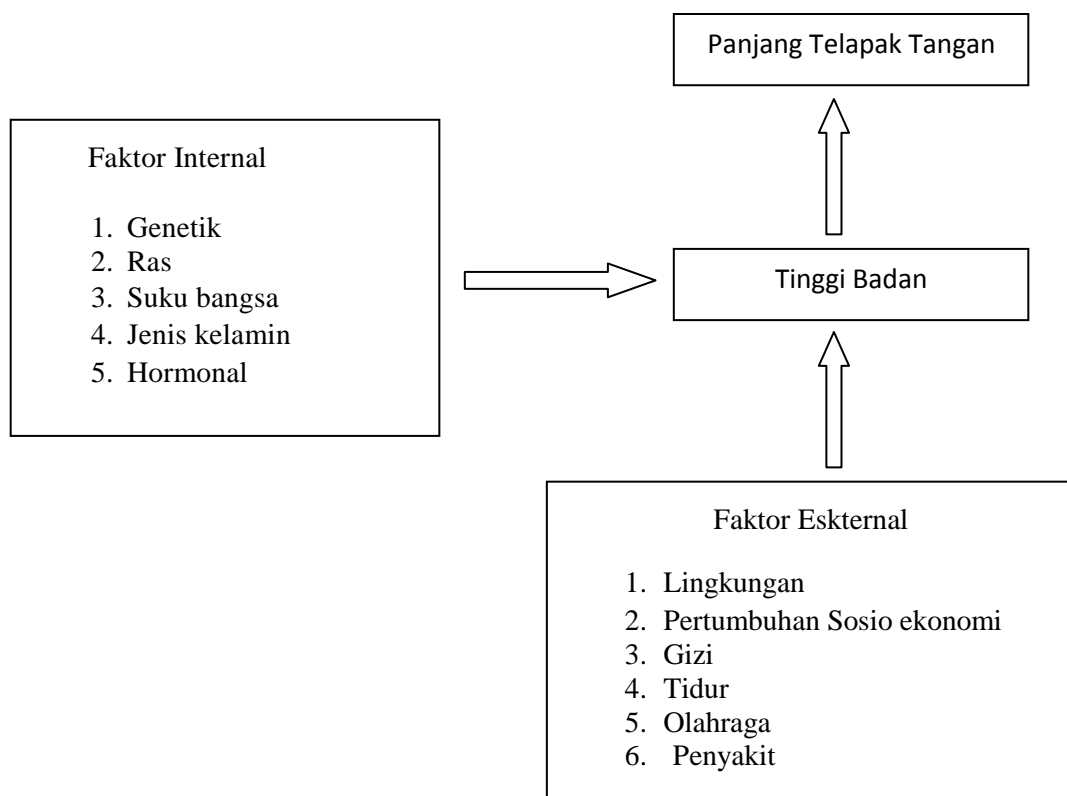 Panjang Telapak Tangan
Faktor Internal
1. Genetik
2. Ras
3. Suku bangsa
4. Jenis kelamin
5. Hormonal
Tinggi Badan
Faktor Eskternal
1. Lingkungan
2. Pertumbuhan Sosio ekonomi
3. Gizi
4. Tidur
5. Olahraga
6. Penyakit